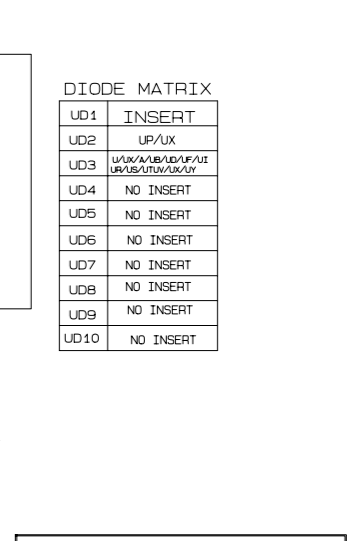 DIODE MATRIX
UD1 INSERT
UD2 UP/UX
UD3 U/UX/A/UB/UD/UF/UI
UR/US/UTUV/UX/UY
UD4 NO INSERT
UD5 NO INSERT
UD6 NO INSERT
UD7 NO INSERT
UD8 NO INSERT
UD9 NO INSERT
UD10 NO INSERT